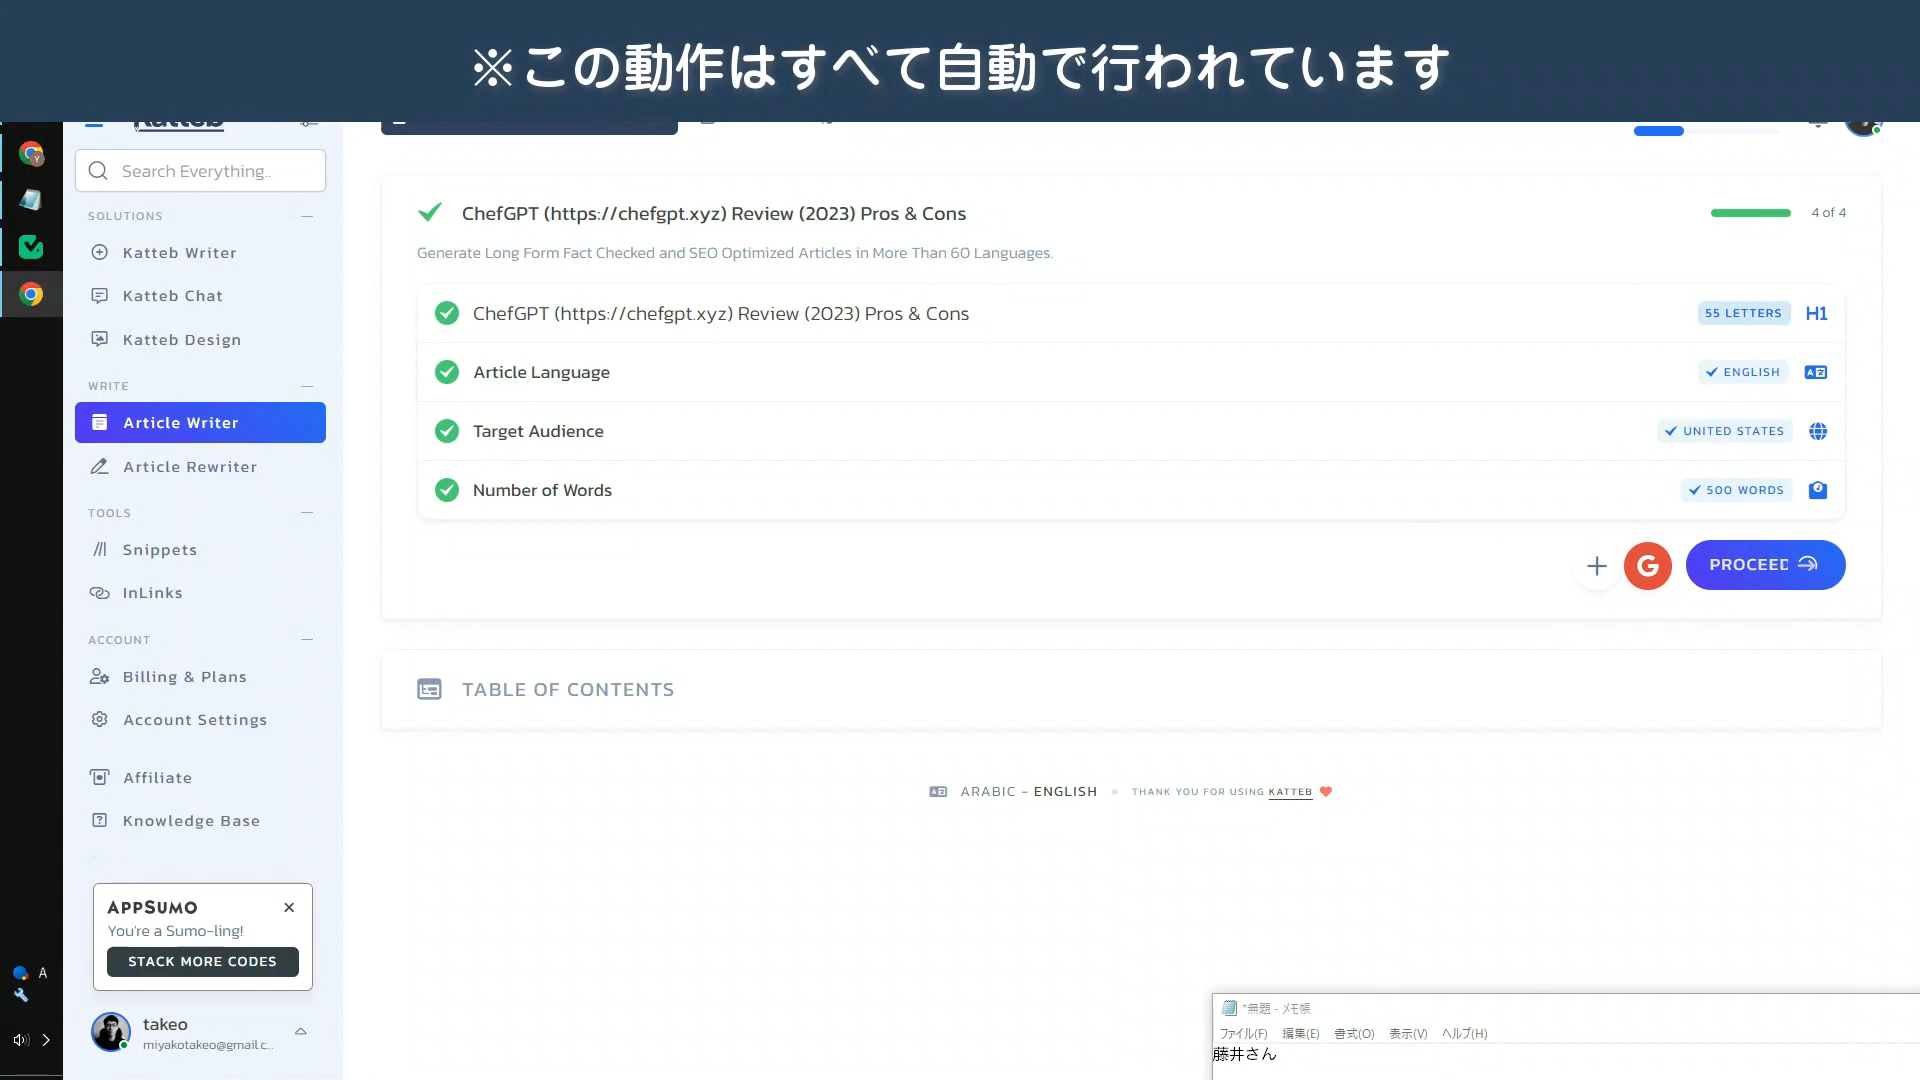 ※この動作はすべて自動で行われています
Katteb
Search Everything..
SOLUTIONS
Katteb Writer
Katteb Chat
Katteb Design
WRITE
Article Writer
Article Rewriter
TOOLS
Snippets
InLinks
ACCOUNT
Billing & Plans
Account Settings
Affiliate
Knowledge Base
APPSUMO
You're a Sumo-ling!
STACK MORE CODES
takeo
miyakotakeo@gmail.c...
A
Y
ChefGPT (https://chefgpt.xyz) Review (2023) Pros & Cons
4 of 4
Generate Long Form Fact Checked and SEO Optimized Articles in More Than 60 Languages.
ChefGPT (https://chefgpt.xyz) Review (2023) Pros & Cons
55 LETTERS H1
Article Language
ENGLISH
Target Audience
UNITED STATES
Number of Words
500 WORDS
G
PROCEED
TABLE OF CONTENTS
ARABIC - ENGLISH THANK YOU FOR USING KATTEB
*無題 - メモ帳
ファイル(F) 編集(E) 書式(O) 表示(V) ヘルプ(H)
藤井さん